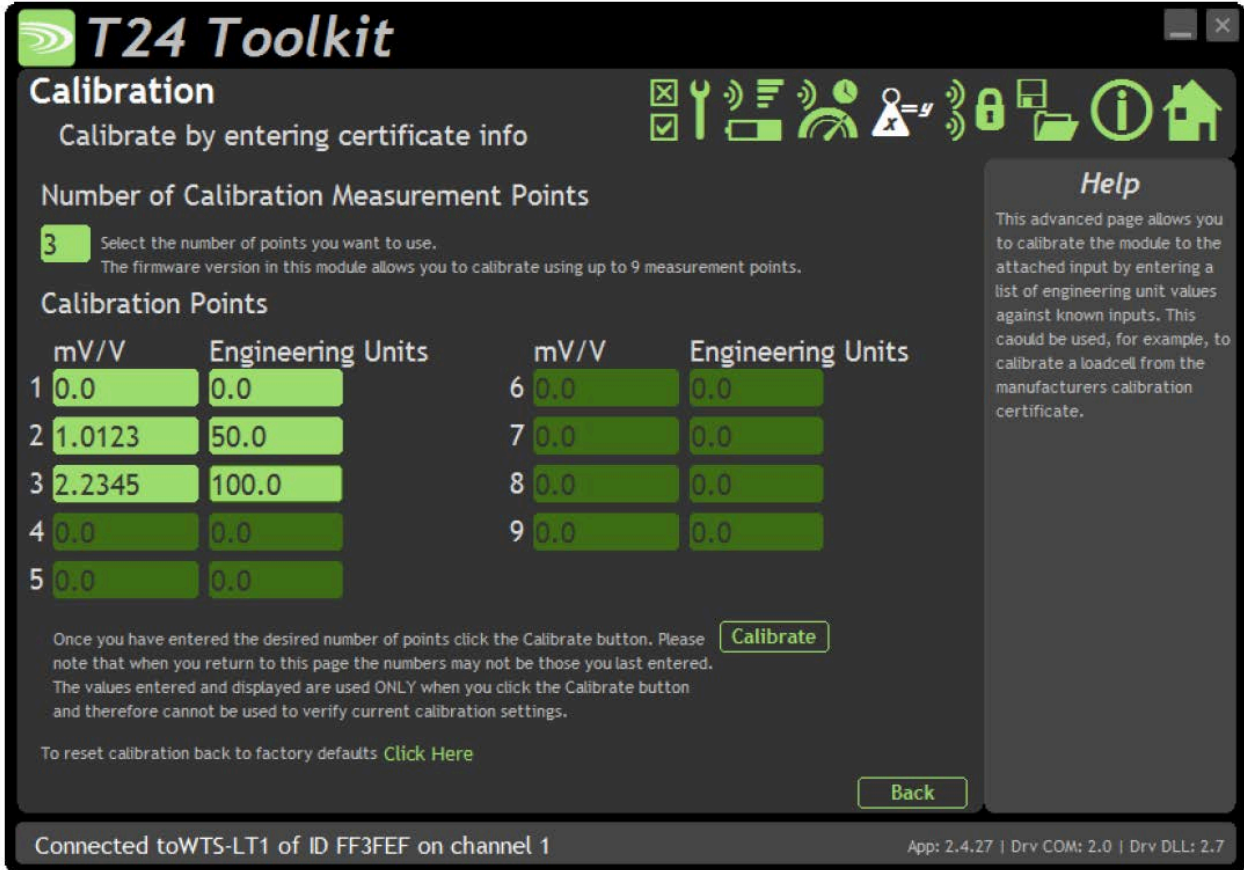 T24 Toolkit
Calibration
Calibrate by entering certificate info
x=y
Number of Calibration Measurement Points
3
Select the number of points you want to use.
The firmware version in this module allows you to calibrate using up to 9 measurement points.
Calibration Points
mV/V Engineering Units mV/V Engineering Units
1 0.0 0.0 6 0.0 0.0
2 1.0123 50.0 7 0.0 0.0
3 2.2345 100.0 8 0.0 0.0
4 0.0 0.0 9 0.0 0.0
5 0.0 0.0
Once you have entered the desired number of points click the Calibrate button. Please
note that when you return to this page the numbers may not be those you last entered.
The values entered and displayed are used ONLY when you click the Calibrate button
and therefore cannot be used to verify current calibration settings.
Calibrate
To reset calibration back to factory defaults Click Here
Back
Help
This advanced page allows you
to calibrate the module to the
attached input by entering a
list of engineering unit values
against known inputs. This
caould be used, for example, to
calibrate a loadcell from the
manufacturers calibration
certificate.
Connected toWTS-LT1 of ID FF3FEF on channel 1
App: 2.4.27 | Drv COM: 2.0 | Drv DLL: 2.7